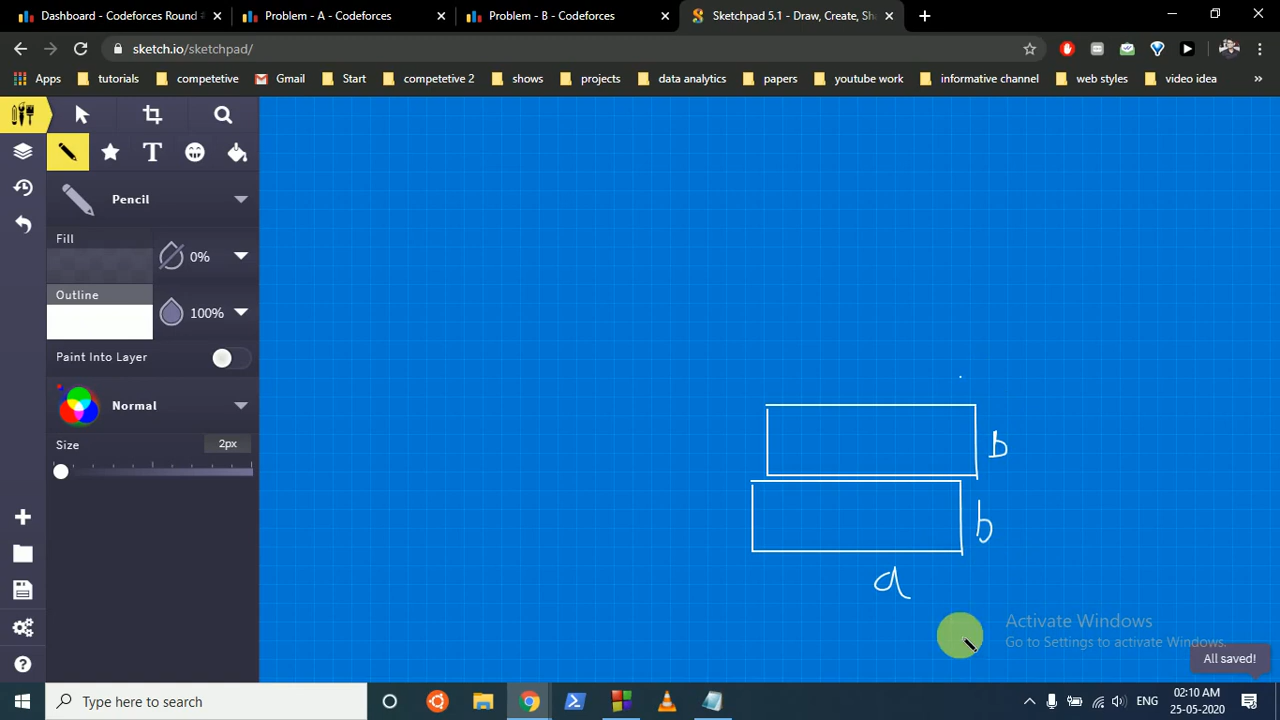 Dashboard - Codeforces Round
Problem - A - Codeforces
Problem - B - Codeforces
Sketchpad 5.1 - Draw, Create, Sh
sketch.io/sketchpad/
Apps
tutorials
competetive
Gmail
Start
competetive 2
shows
projects
data analytics
papers
youtube work
informative channel
web styles
video idea
»
T
Pencil
Fill
0%
Outline
100%
Paint Into Layer
Normal
Size
2px
b
b
a
Activate Windows
Go to Settings to activate Windows.
All saved!
Type here to search
ENG
02:10 AM
25-05-2020